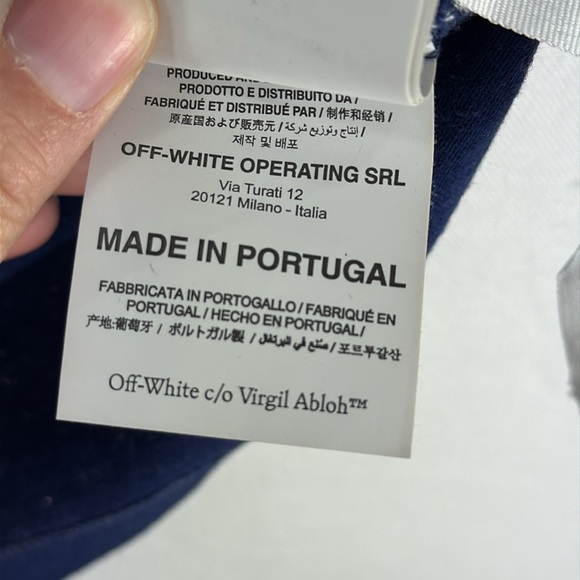 PRODUCED AND
PRODOTTO E DISTRIBUITO DA /
FABRIQUÉ ET DISTRIBUÉ PAR / 制作和经销 /
原産国および販売元 / إنتاج وتوزيع شركة /
제작 및 배포
OFF-WHITE OPERATING SRL
Via Turati 12
20121 Milano - Italia
MADE IN PORTUGAL
FABBRICATA IN PORTOGALLO / FABRIQUÉ EN
PORTUGAL / HECHO EN PORTUGAL /
产地:葡萄牙 / ポルトガル製 / صنع في البرتغال / 포르투갈산
Off-White c/o Virgil Abloh™